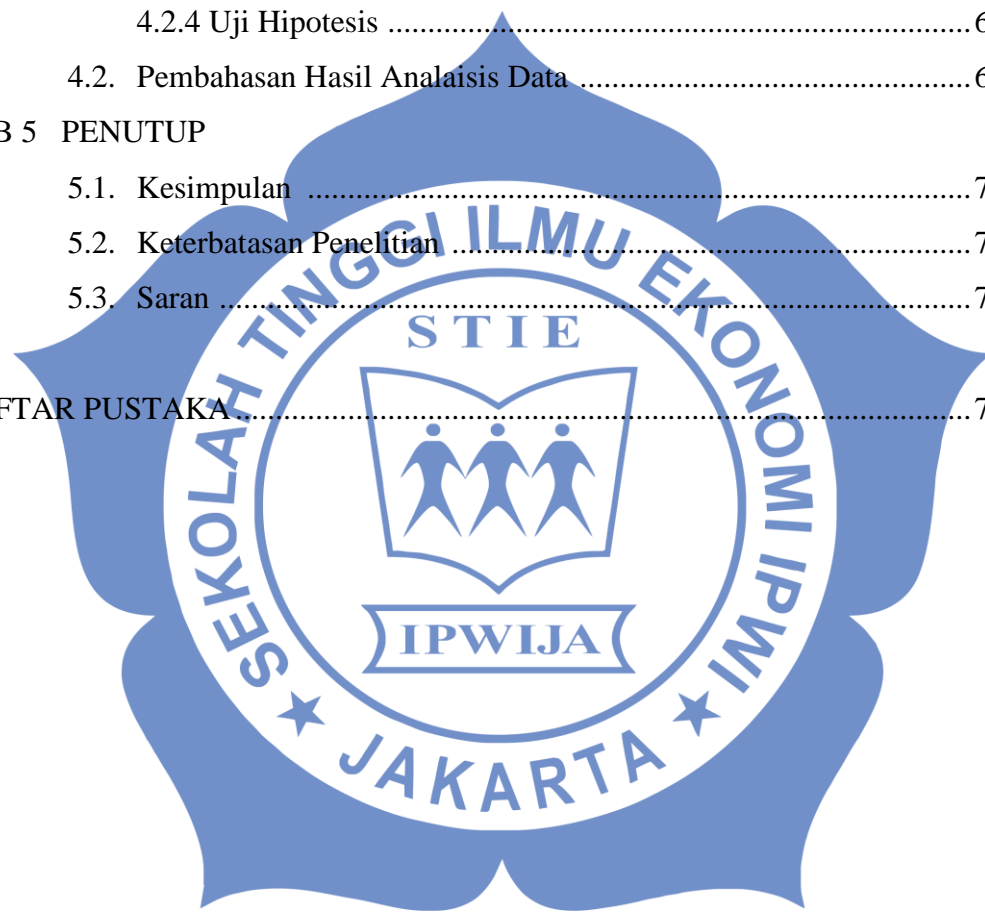 4.2.4 Uji Hipotesis ........................................................................6
4.2. Pembahasan Hasil Analaisis Data ................................................6
B 5 PENUTUP
5.1. Kesimpulan ..................................................................................7
5.2. Keterbatasan Penelitian ................................................................7
5.3. Saran .............................................................................................7
FTAR PUSTAKA...........................................................................................7
SEKOLAH TINGGI ILMU EKONOMI IPWI
STIE
IPWIJA
JAKARTA